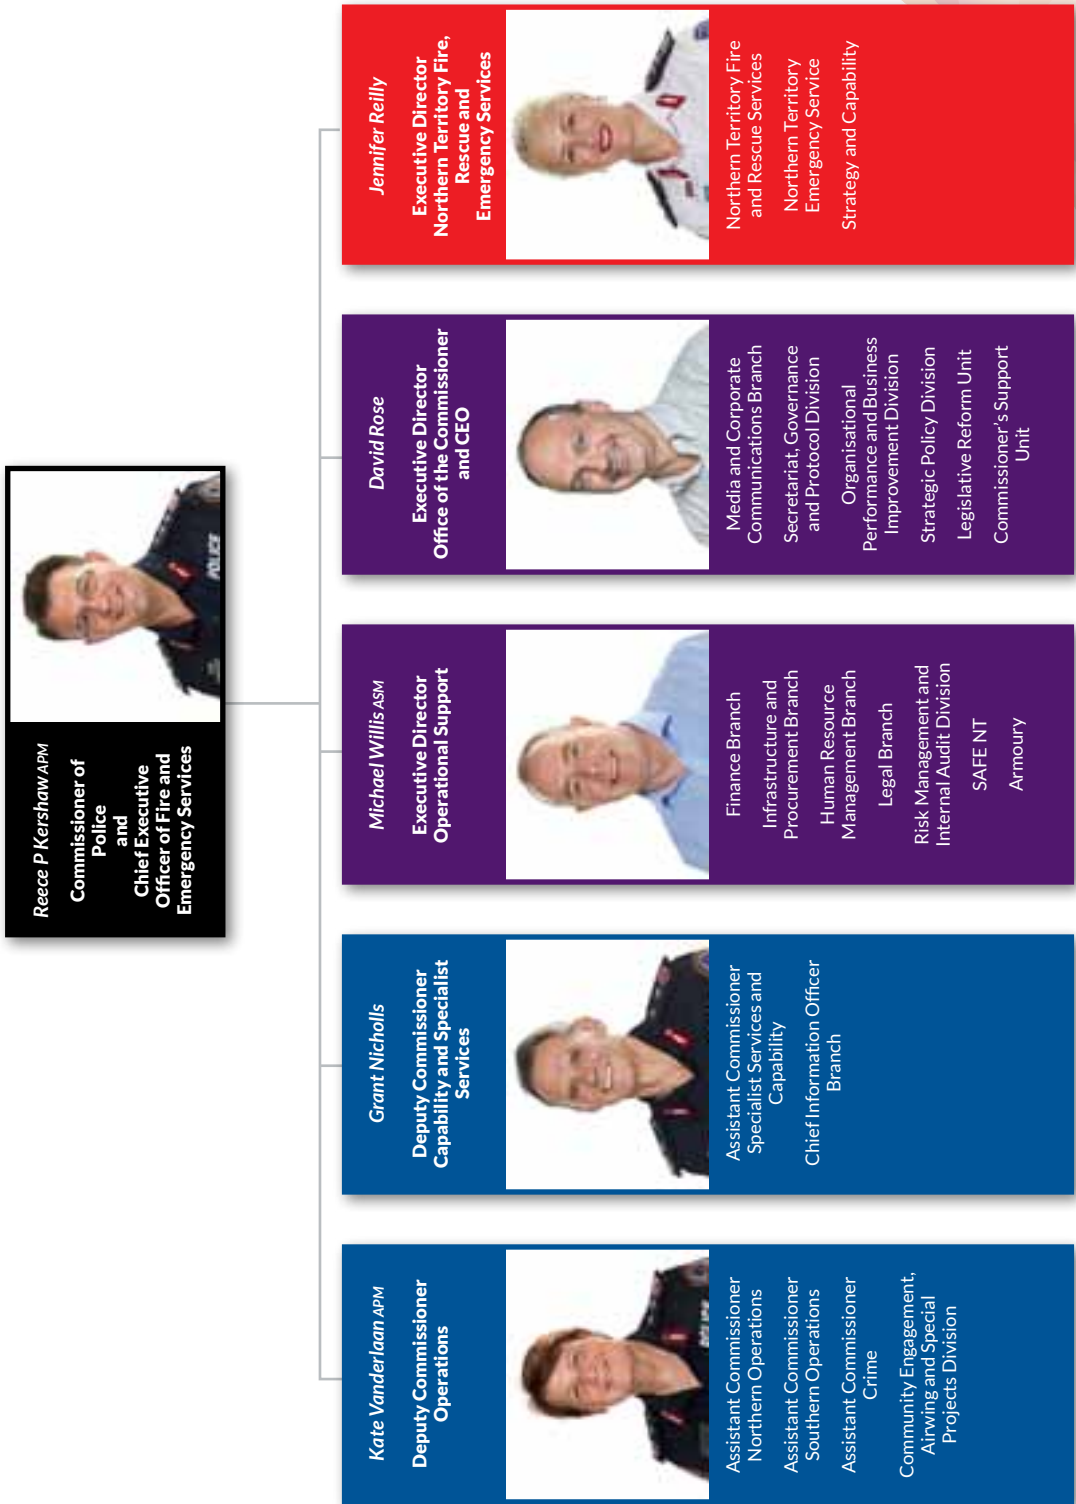 Reece P Kershaw APM
Commissioner of
Police
and
Chief Executive
Officer of Fire and
Emergency Services
Kate Vanderlaan APM
Deputy Commissioner
Operations
POLICE
Assistant Commissioner
Northern Operations
Assistant Commissioner
Southern Operations
Assistant Commissioner
Crime
Community Engagement,
Airwing and Special
Projects Division
Grant Nicholls
Deputy Commissioner
Capability and Specialist
Services
Assistant Commissioner
Specialist Services and
Capability
Chief Information Officer
Branch
Michael Willis ASM
Executive Director
Operational Support
Finance Branch
Infrastructure and
Procurement Branch
Human Resource
Management Branch
Legal Branch
Risk Management and
Internal Audit Division
SAFE NT
Armoury
David Rose
Executive Director
Office of the Commissioner
and CEO
Media and Corporate
Communications Branch
Secretariat, Governance
and Protocol Division
Organisational
Performance and Business
Improvement Division
Strategic Policy Division
Legislative Reform Unit
Commissioner's Support
Unit
Jennifer Reilly
Executive Director
Northern Territory Fire,
Rescue and
Emergency Services
Northern Territory Fire
and Rescue Services
Northern Territory
Emergency Service
Strategy and Capability
POLICE